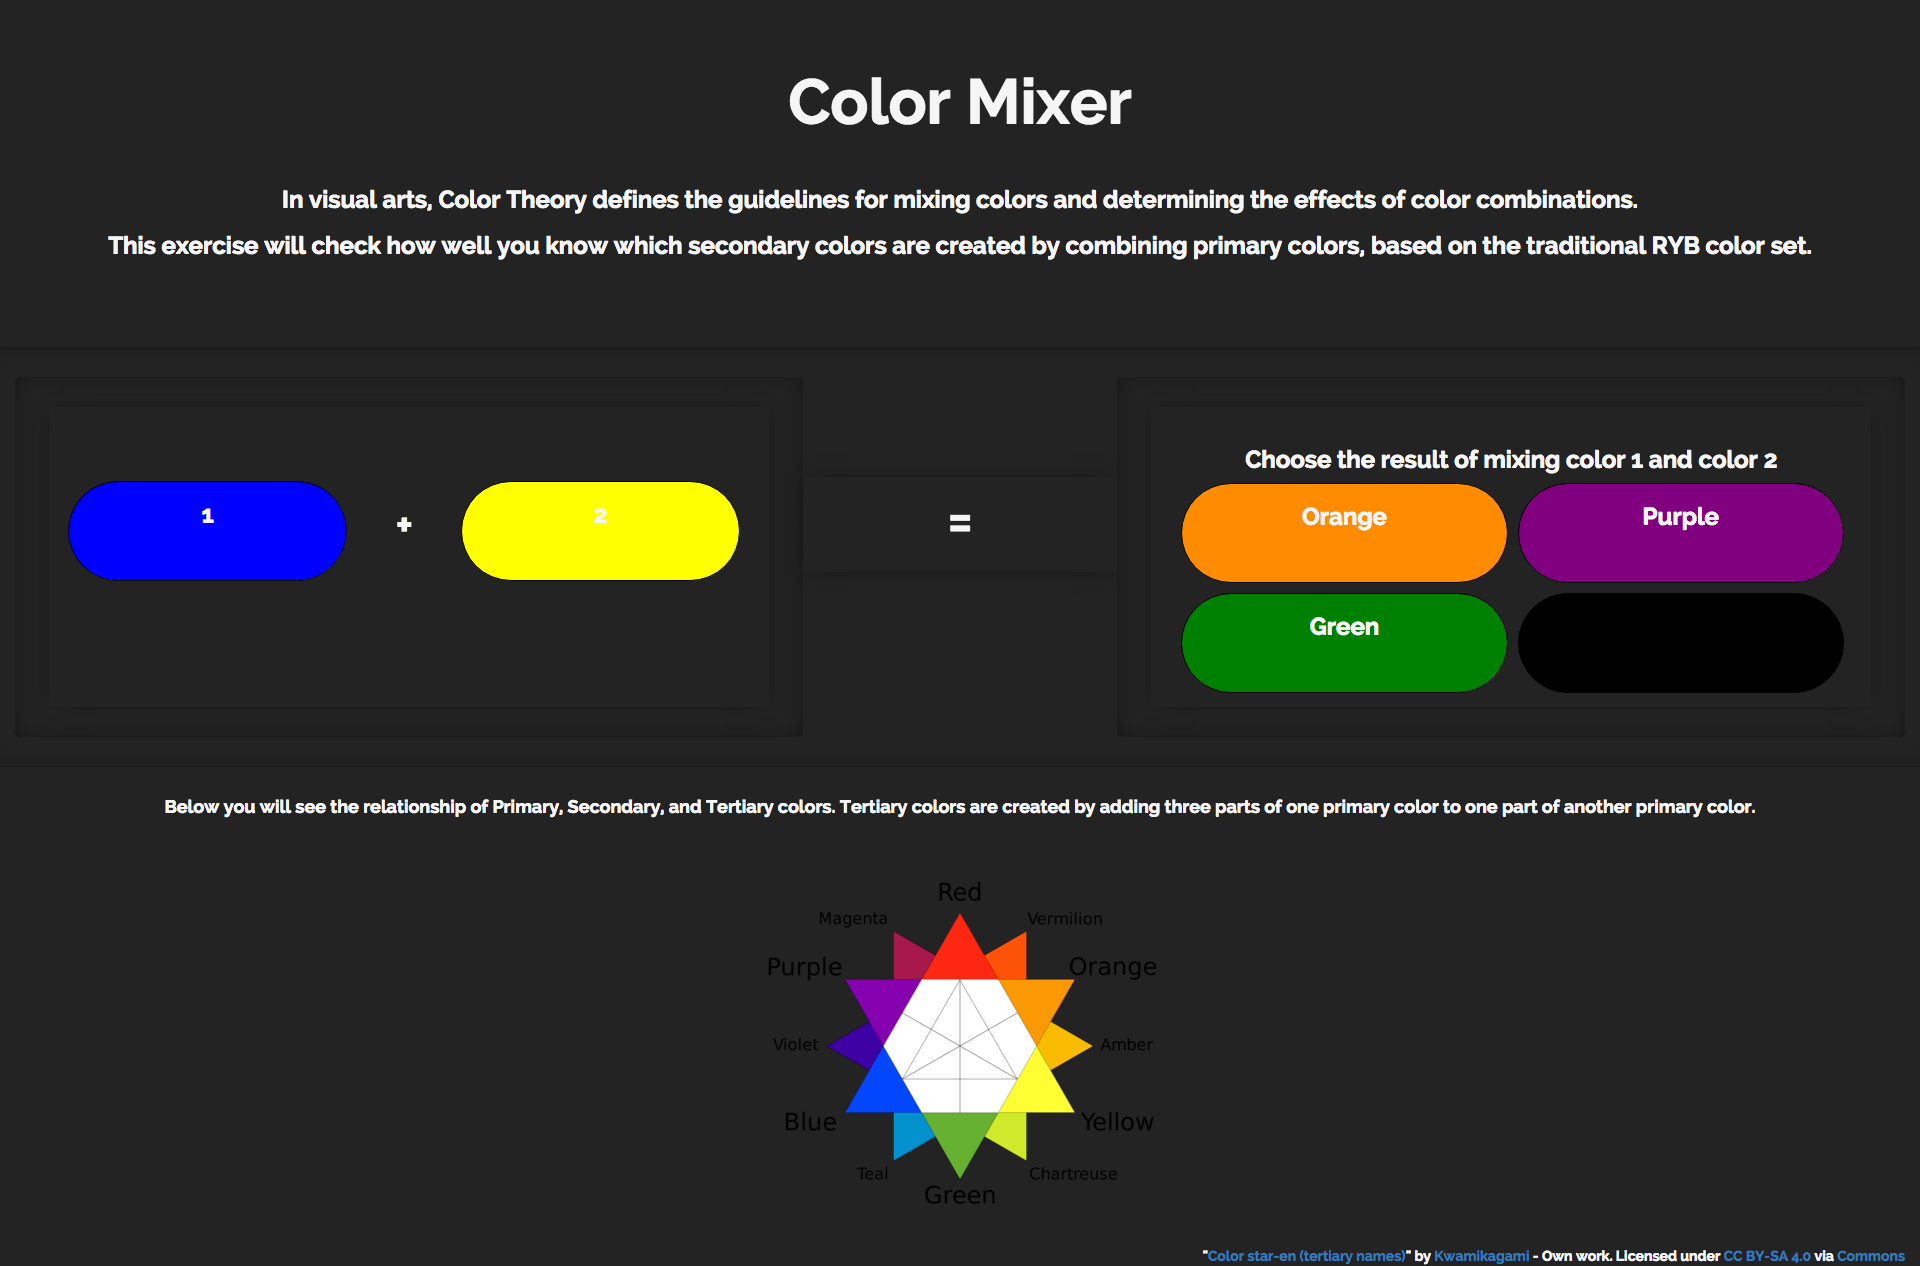 Color Mixer
In visual arts, Color Theory defines the guidelines for mixing colors and determining the effects of color combinations.
This exercise will check how well you know which secondary colors are created by combining primary colors, based on the traditional RYB color set.
1
+
2
=
Choose the result of mixing color 1 and color 2
Orange
Purple
Green
Below you will see the relationship of Primary, Secondary, and Tertiary colors. Tertiary colors are created by adding three parts of one primary color to one part of another primary color.
Red
Magenta
Vermilion
Purple
Orange
Violet
Amber
Blue
Yellow
Teal
Chartreuse
Green
"Color star-en (tertiary names)" by Kwamikagami - Own work. Licensed under CC BY-SA 4.0 via Commons